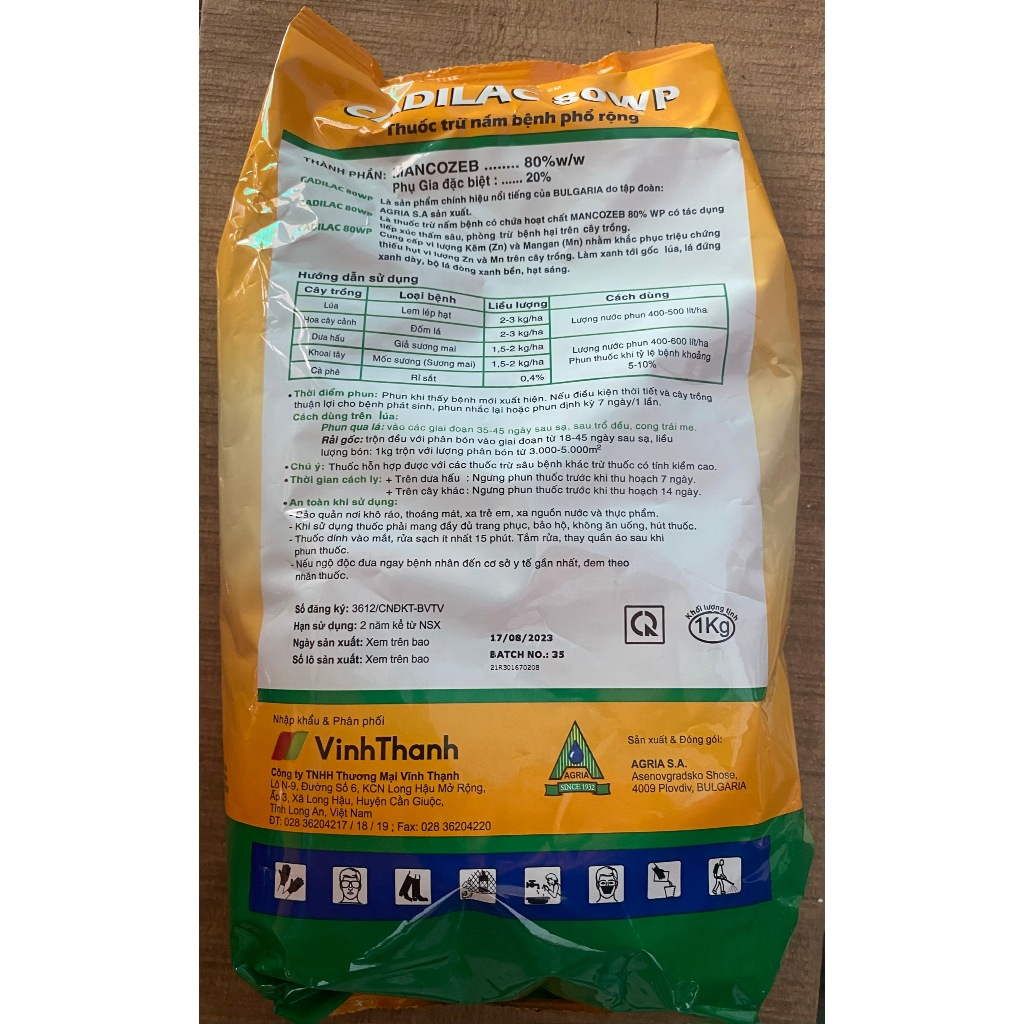 CADILAC 80WP
Thuốc trừ nấm bệnh phổ rộng
THÀNH PHẦN: MANCOZEB ........ 80%w/w
Phụ Gia đặc biệt : ...... 20%
CADILAC 80WP Là sản phẩm chính hiệu nổi tiếng của BULGARIA do tập đoàn:
AGRIA S.A sản xuất.
CADILAC 80WP Là thuốc trừ nấm bệnh có chứa hoạt chất MANCOZEB 80% WP có tác dụng
tiếp xúc thấm sâu, phòng trừ bệnh hại trên cây trồng.
CADILAC 80WP Cung cấp vi lượng Kẽm (Zn) và Mangan (Mn) nhằm khắc phục triệu chứng
thiếu hụt vi lượng Zn và Mn trên cây trồng. Làm xanh tới gốc lúa, lá đứng
xanh dày, bộ lá đòng xanh bền, hạt sáng.
Hướng dẫn sử dụng
Cây trồng Loại bệnh Liều lượng Cách dùng
Lúa Lem lép hạt 2-3 kg/ha Lượng nước phun 400-500 lít/ha
Hoa cây cảnh Đốm lá 2-3 kg/ha
Dưa hấu Giả sương mai 1,5-2 kg/ha Lượng nước phun 400-600 lít/ha
Khoai tây Mốc sương (Sương mai) 1,5-2 kg/ha Phun thuốc khi tỷ lệ bệnh khoảng
Cà phê Rỉ sắt 0,4% 5-10%
• Thời điểm phun: Phun khi thấy bệnh mới xuất hiện. Nếu điều kiện thời tiết và cây trồng
thuận lợi cho bệnh phát sinh, phun nhắc lại hoặc phun định kỳ 7 ngày/1 lần.
Cách dùng trên lúa:
Phun qua lá: vào các giai đoạn 35-45 ngày sau sạ, sau trổ đều, cong trái me.
Rải gốc: trộn đều với phân bón vào giai đoạn từ 18-45 ngày sau sạ, liều
lượng bón: 1kg trộn với lượng phân bón từ 3.000-5.000m²
• Chú ý: Thuốc hỗn hợp được với các thuốc trừ sâu bệnh khác trừ thuốc có tính kiềm cao.
• Thời gian cách ly: + Trên dưa hấu : Ngưng phun thuốc trước khi thu hoạch 7 ngày.
+ Trên cây khác: Ngưng phun thuốc trước khi thu hoạch 14 ngày.
• An toàn khi sử dụng:
- Bảo quản nơi khô ráo, thoáng mát, xa trẻ em, xa nguồn nước và thực phẩm.
- Khi sử dụng thuốc phải mang đầy đủ trang phục, bảo hộ, không ăn uống, hút thuốc.
- Thuốc dính vào mắt, rửa sạch ít nhất 15 phút. Tắm rửa, thay quần áo sau khi
phun thuốc.
- Nếu ngộ độc đưa ngay bệnh nhân đến cơ sở y tế gần nhất, đem theo
nhãn thuốc.
Số đăng ký: 3612/CNĐKT-BVTV
Hạn sử dụng: 2 năm kể từ NSX
Ngày sản xuất: Xem trên bao
Số lô sản xuất: Xem trên bao
17/08/2023
BATCH NO.: 35
21R30167020B
Khối lượng tịnh
1Kg
Nhập khẩu & Phân phối
VinhThanh
Công ty TNHH Thương Mại Vĩnh Thạnh
Lô N-9, Đường Số 6, KCN Long Hậu Mở Rộng,
Ấp 3, Xã Long Hậu, Huyện Cần Giuộc,
Tỉnh Long An, Việt Nam
ĐT: 028 36204217 / 18 / 19 ; Fax: 028 36204220
AGRIA
SINCE 1932
Sản xuất & Đóng gói:
AGRIA S.A.
Asenovgradsko Shose,
4009 Plovdiv, BULGARIA